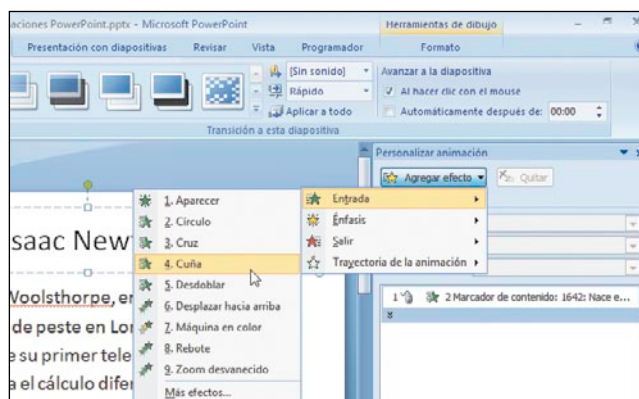 aciones PowerPoint.pptx - Microsoft PowerPoint
Herramientas de dibujo
Presentación con diapositivas Revisar Vista Programador Formato
[Sin sonido]
Rápido
Aplicar a todo
Avanzar a la diapositiva
Al hacer clic con el mouse
Automáticamente después de: 00:00
Transición a esta diapositiva
Personalizar animación
Agregar efecto Quitar
Entrada
Énfasis
Salir
Trayectoria de la animación
1. Aparecer
2. Círculo
3. Cruz
4. Cuña
5. Desdoblar
6. Desplazar hacia arriba
7. Máquina en color
8. Rebote
9. Zoom desvanecido
Más efectos...
1 2 Marcador de contenido: 1642: Nace e...
saac New
Woolsthorpe, e
de peste en Lo
e su primer tele
a el cálculo difer